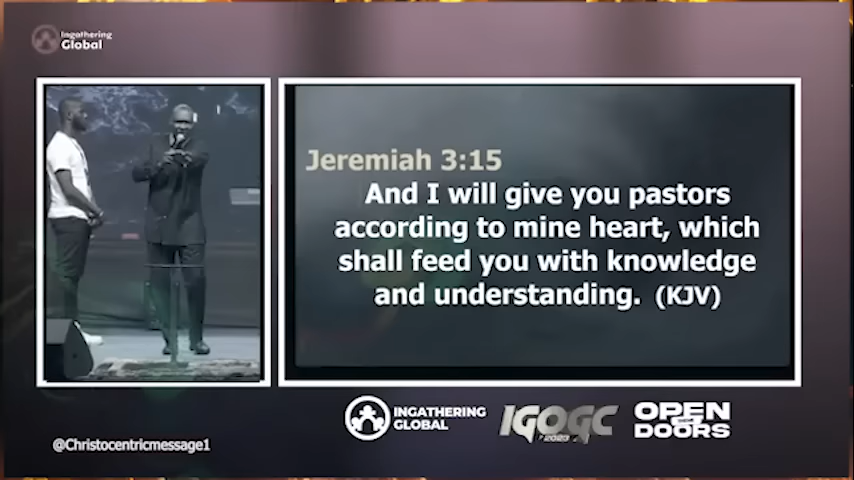 Ingathering
Global
Jeremiah 3:15
And I will give you pastors
according to mine heart, which
shall feed you with knowledge
and understanding. (KJV)
INGATHERING
GLOBAL
IGOGC
2023
OPEN
DOORS
@Christocentricmessage1